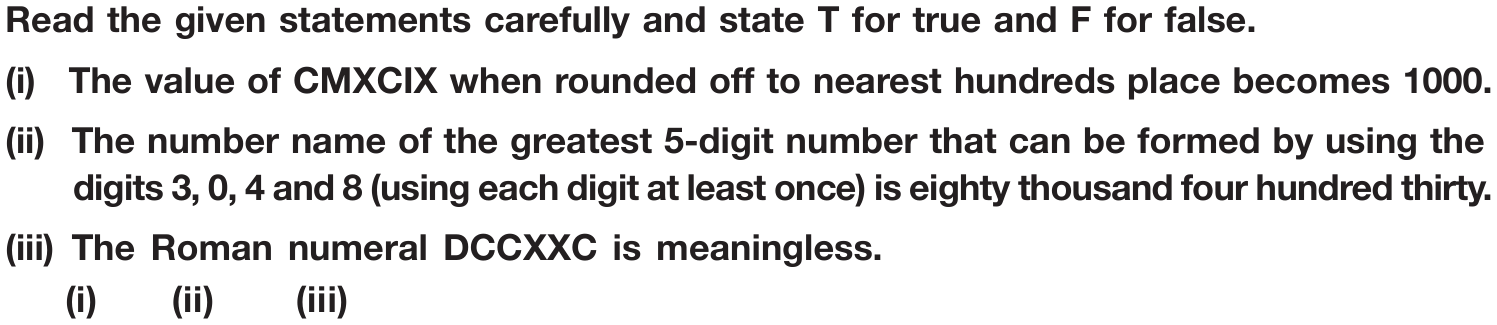 Read the given statements carefully and state T for true and F for false.
(i) The value of CMXCIX when rounded off to nearest hundreds place becomes 1000.
(ii) The number name of the greatest 5-digit number that can be formed by using the
digits 3, 0, 4 and 8 (using each digit at least once) is eighty thousand four hundred thirty.
(iii) The Roman numeral DCCXXC is meaningless.
(i) (ii) (iii)